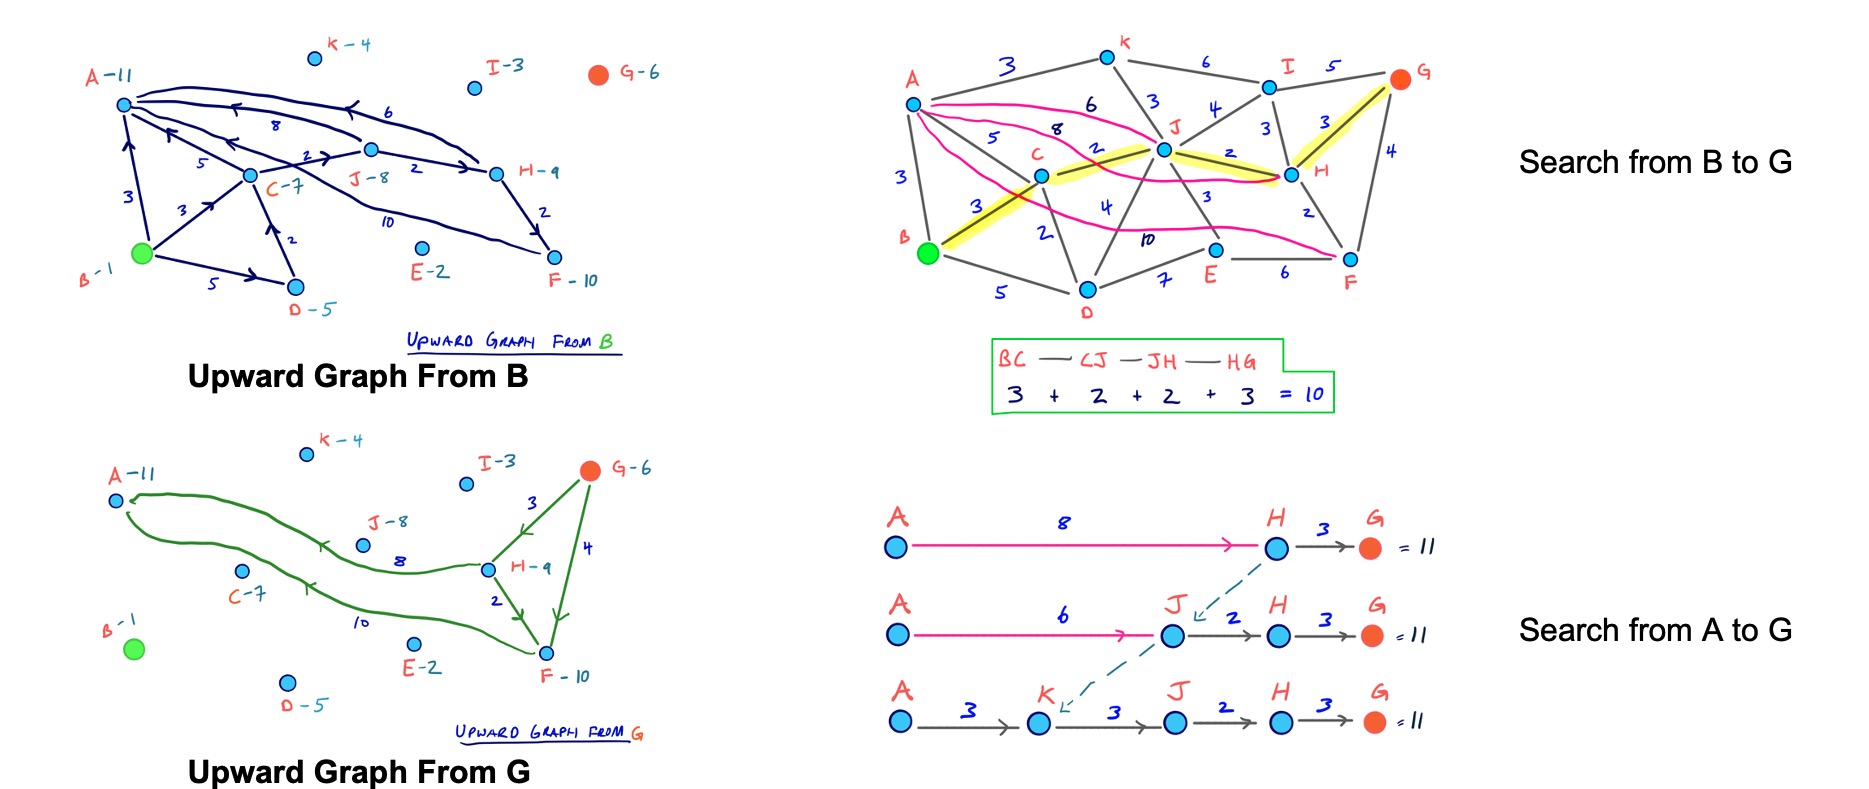 K-4
I-3
G-6
A-11
6
8
5
2
J-8
2
H-9
C-7
3
3
2
10
2
B-1
5
D-5
E-2
F-10
UPWARD GRAPH FROM B
Upward Graph From B
K
I
G
A
3
6
5
6
3
4
3
3
J
5
8
2
2
C
H
4
3
3
4
3
2
B
2
10
5
D
7
E
6
F
BC — CJ — JH — HG
3 + 2 + 2 + 3 = 10
Search from B to G
K-4
A-11
I-3
G-6
3
J-8
4
8
H-9
C-7
2
10
B-1
E-2
F-10
D-5
UPWARD GRAPH FROM G
Upward Graph From G
A 8 H 3 G = 11
A 6 J 2 H 3 G = 11
A 3 K 3 J 2 H 3 G = 11
Search from A to G